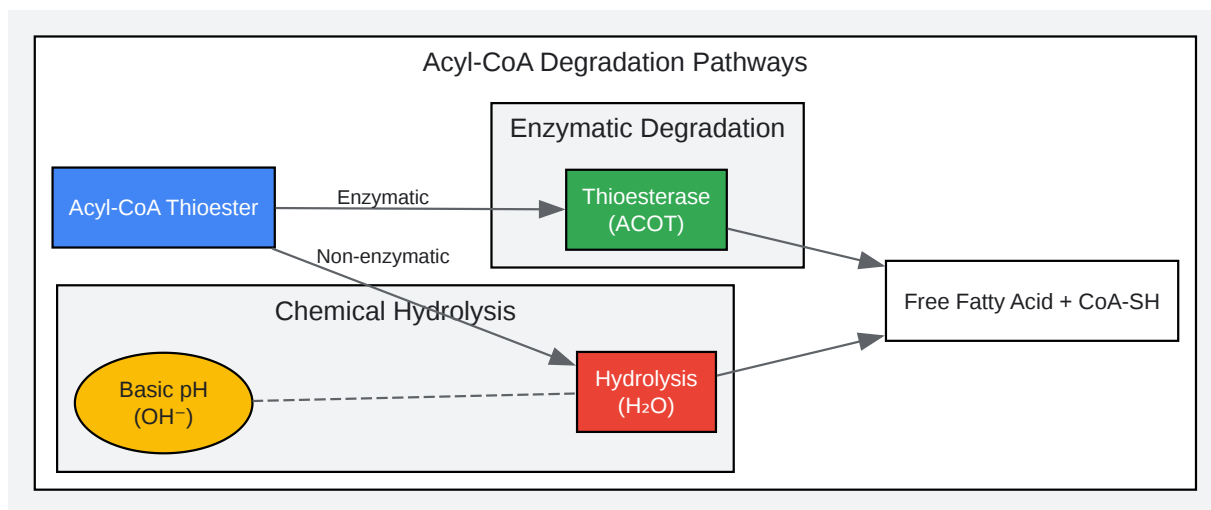 Acyl-CoA Degradation Pathways
Enzymatic Degradation
Acyl-CoA Thioester
Enzymatic
Thioesterase
(ACOT)
Non-enzymatic
Free Fatty Acid + CoA-SH
Chemical Hydrolysis
Basic pH
(OH⁻)
Hydrolysis
(H₂O)